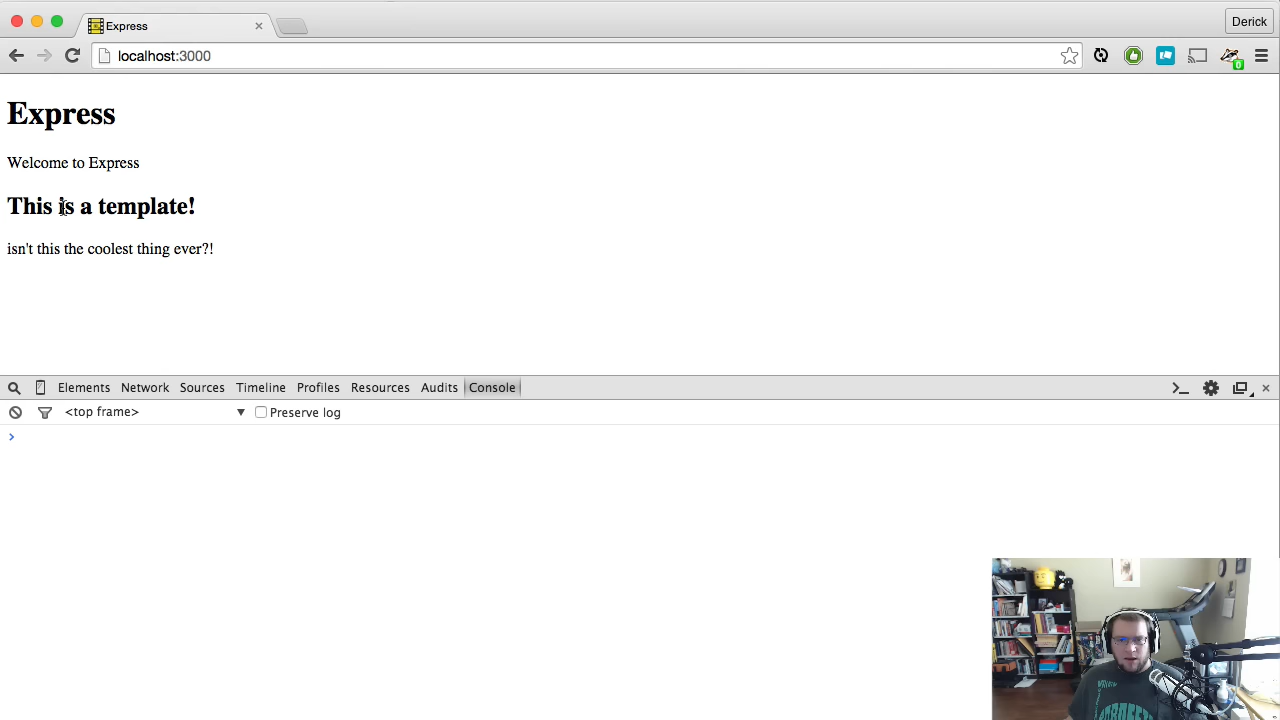 Express
Derick
localhost:3000
0
Express
Welcome to Express
This is a template!
isn't this the coolest thing ever?!
Elements Network Sources Timeline Profiles Resources Audits Console
<top frame> Preserve log